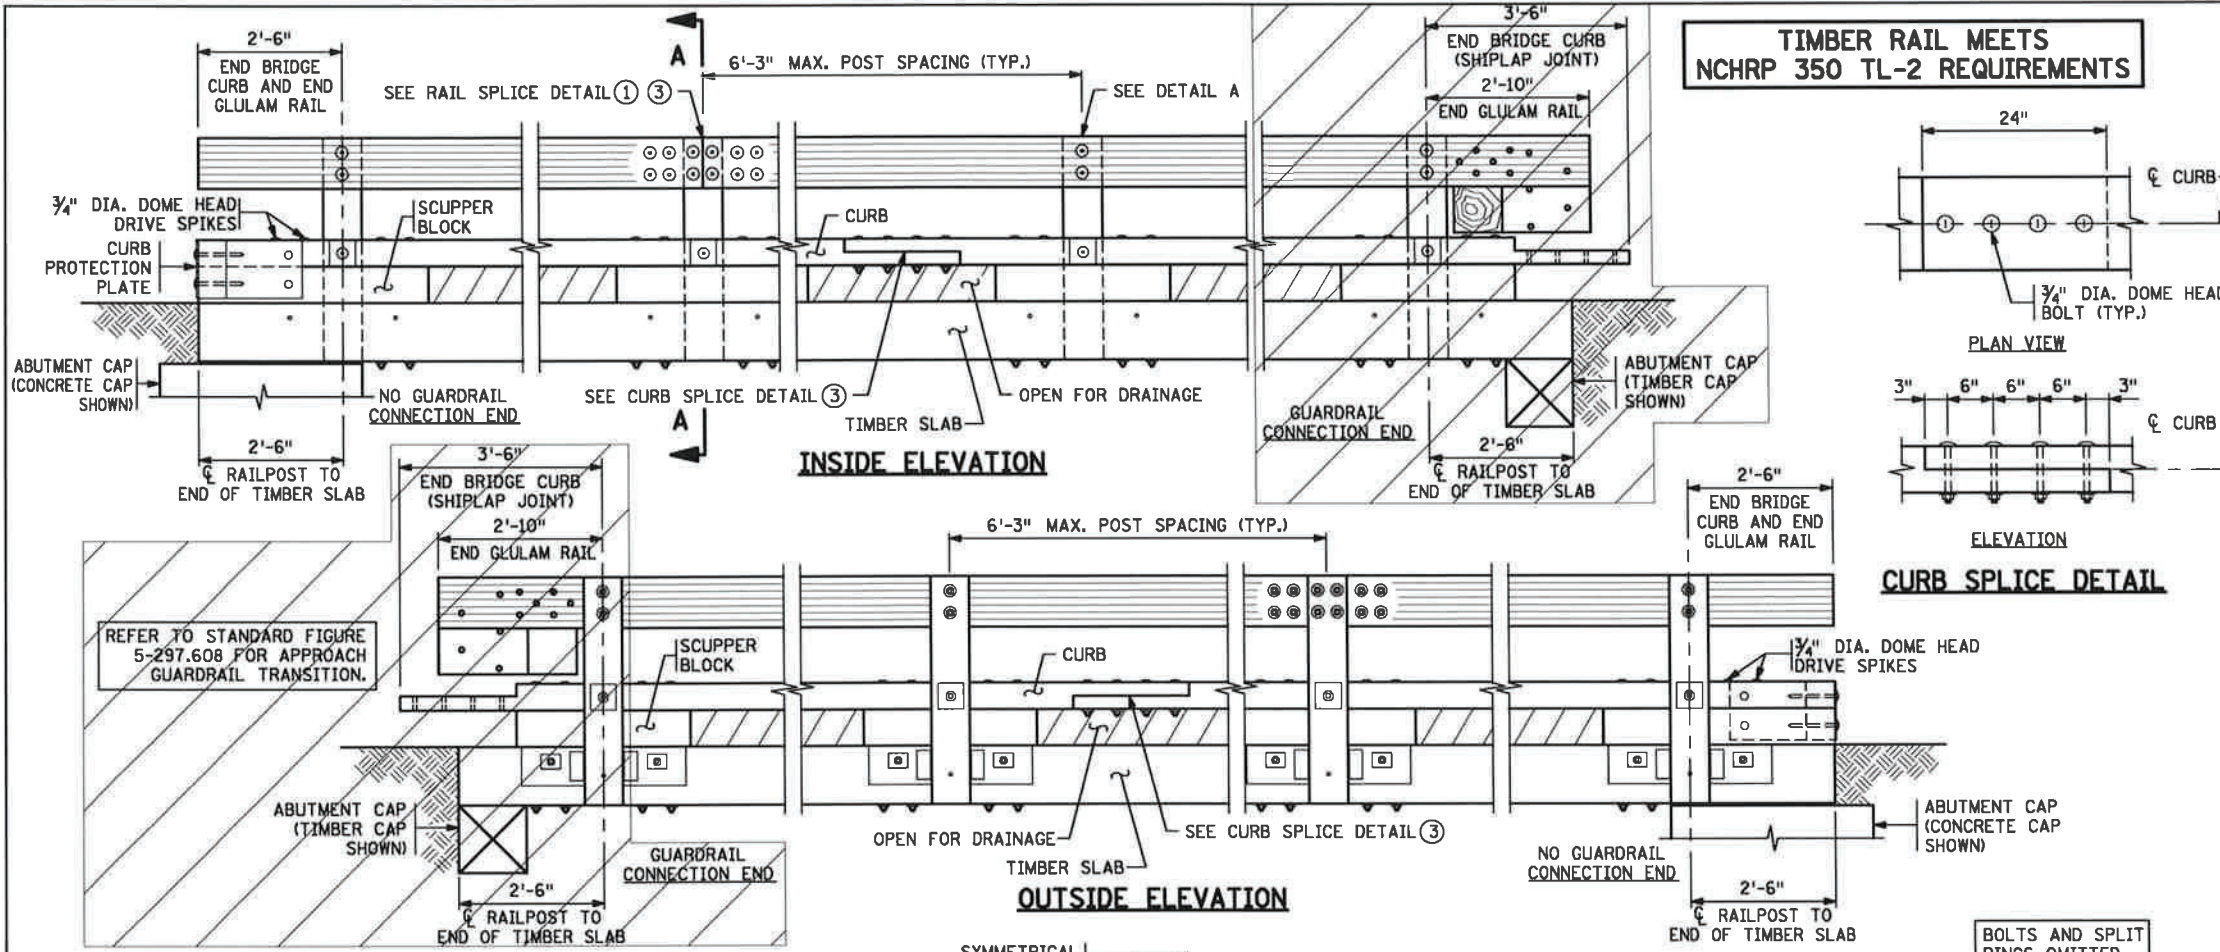 2'-6"
END BRIDGE
CURB AND END
GLULAM RAIL
A
6'-3" MAX. POST SPACING (TYP.)
SEE RAIL SPLICE DETAIL ① ③
SEE DETAIL A
3'-6"
END BRIDGE CURB
(SHIPLAP JOINT)
2'-10"
END GLULAM RAIL
TIMBER RAIL MEETS
NCHRP 350 TL-2 REQUIREMENTS
¾" DIA. DOME HEAD
DRIVE SPIKES
SCUPPER
BLOCK
CURB
CURB
PROTECTION
PLATE
ABUTMENT CAP
(CONCRETE CAP
SHOWN)
NO GUARDRAIL
CONNECTION END
SEE CURB SPLICE DETAIL ③
TIMBER SLAB
OPEN FOR DRAINAGE
GUARDRAIL
CONNECTION END
ABUTMENT CAP
(TIMBER CAP
SHOWN)
2'-6"
℄ RAILPOST TO
END OF TIMBER SLAB
A
INSIDE ELEVATION
2'-6"
℄ RAILPOST TO
END OF TIMBER SLAB
24"
℄ CURB
¾" DIA. DOME HEAD
BOLT (TYP.)
PLAN VIEW
3" 6" 6" 6" 3"
℄ CURB
ELEVATION
CURB SPLICE DETAIL
3'-6"
END BRIDGE CURB
(SHIPLAP JOINT)
2'-10"
END GLULAM RAIL
6'-3" MAX. POST SPACING (TYP.)
2'-6"
END BRIDGE
CURB AND END
GLULAM RAIL
REFER TO STANDARD FIGURE
5-297.608 FOR APPROACH
GUARDRAIL TRANSITION.
SCUPPER
BLOCK
CURB
¾" DIA. DOME HEAD
DRIVE SPIKES
ABUTMENT CAP
(TIMBER CAP
SHOWN)
GUARDRAIL
CONNECTION END
OPEN FOR DRAINAGE
SEE CURB SPLICE DETAIL ③
TIMBER SLAB
NO GUARDRAIL
CONNECTION END
ABUTMENT CAP
(CONCRETE CAP
SHOWN)
2'-6"
℄ RAILPOST TO
END OF TIMBER SLAB
OUTSIDE ELEVATION
2'-6"
℄ RAILPOST TO
END OF TIMBER SLAB
SYMMETRICAL
BOLTS AND SPLIT
RINGS OMITTED